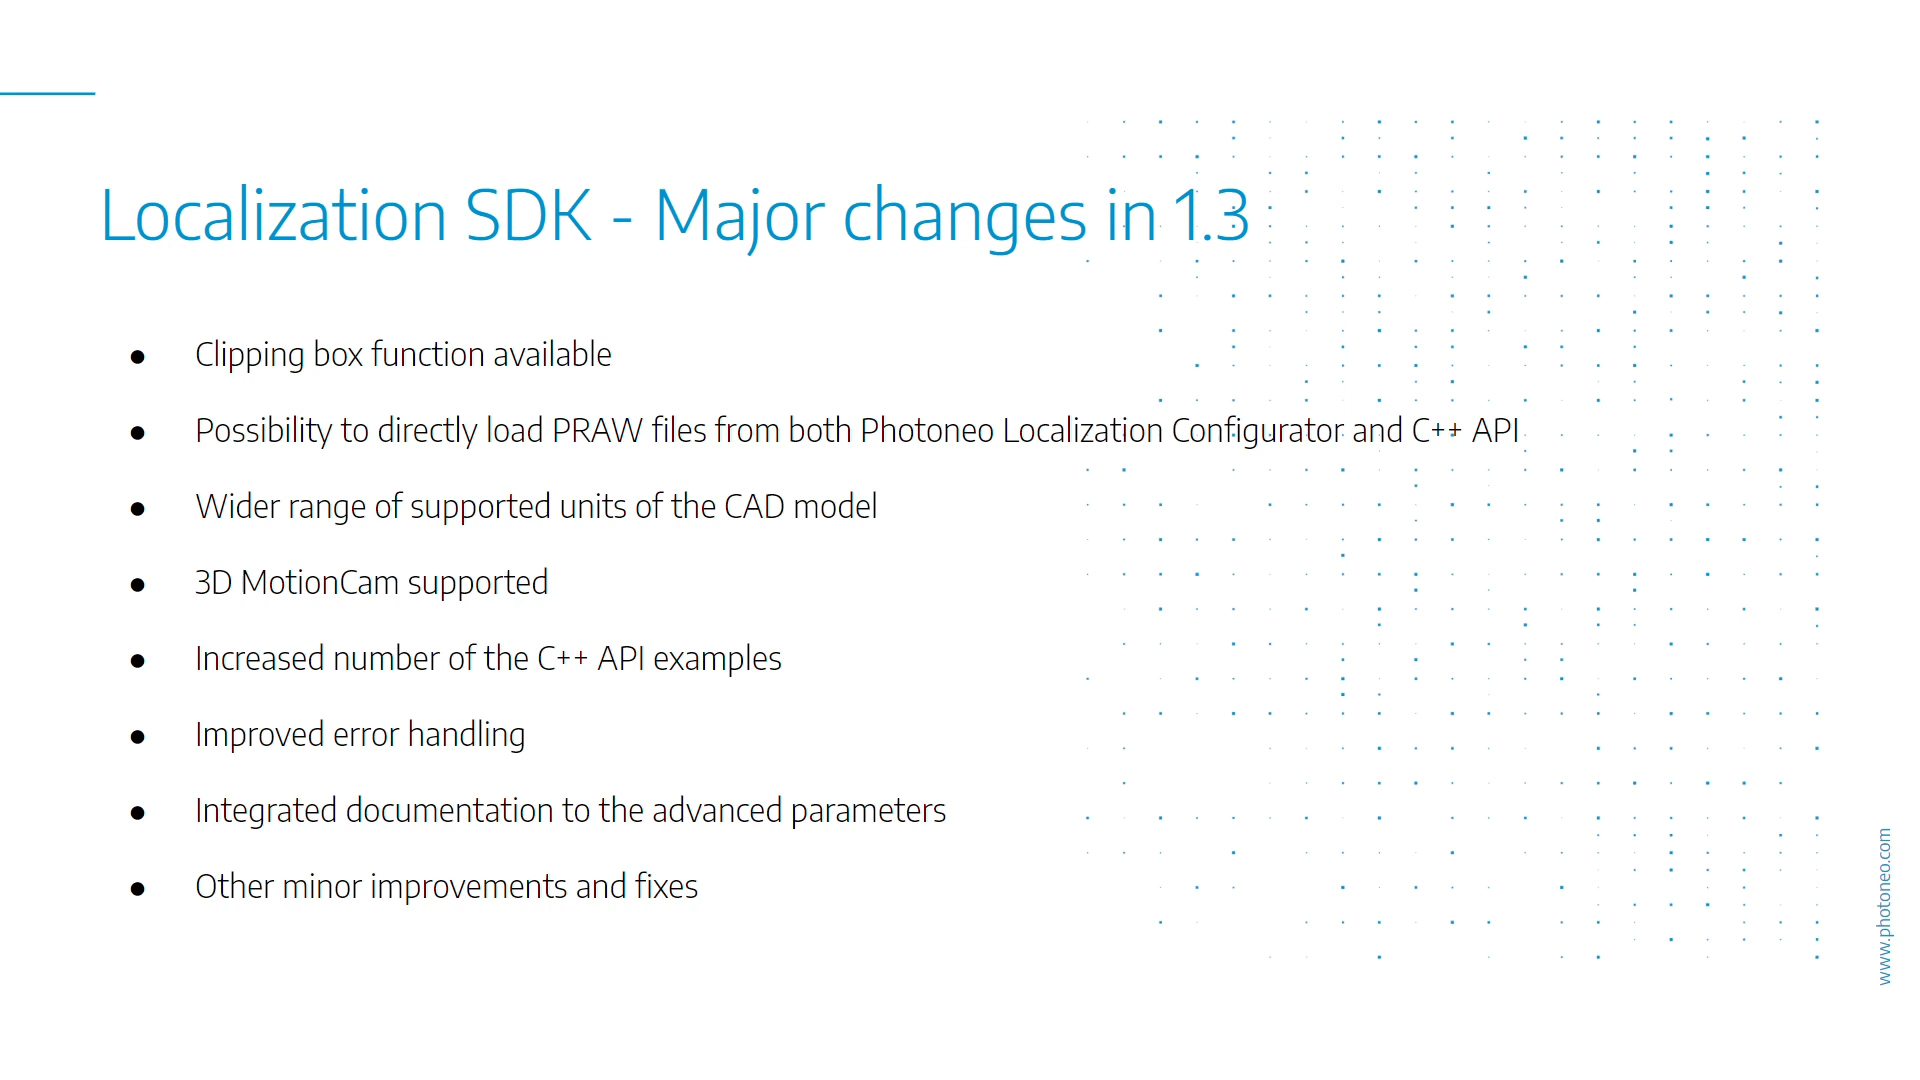 Localization SDK - Major changes in 1.3
● Clipping box function available
● Possibility to directly load PRAW files from both Photoneo Localization Configurator and C++ API
● Wider range of supported units of the CAD model
● 3D MotionCam supported
● Increased number of the C++ API examples
● Improved error handling
● Integrated documentation to the advanced parameters
● Other minor improvements and fixes
www.photoneo.com